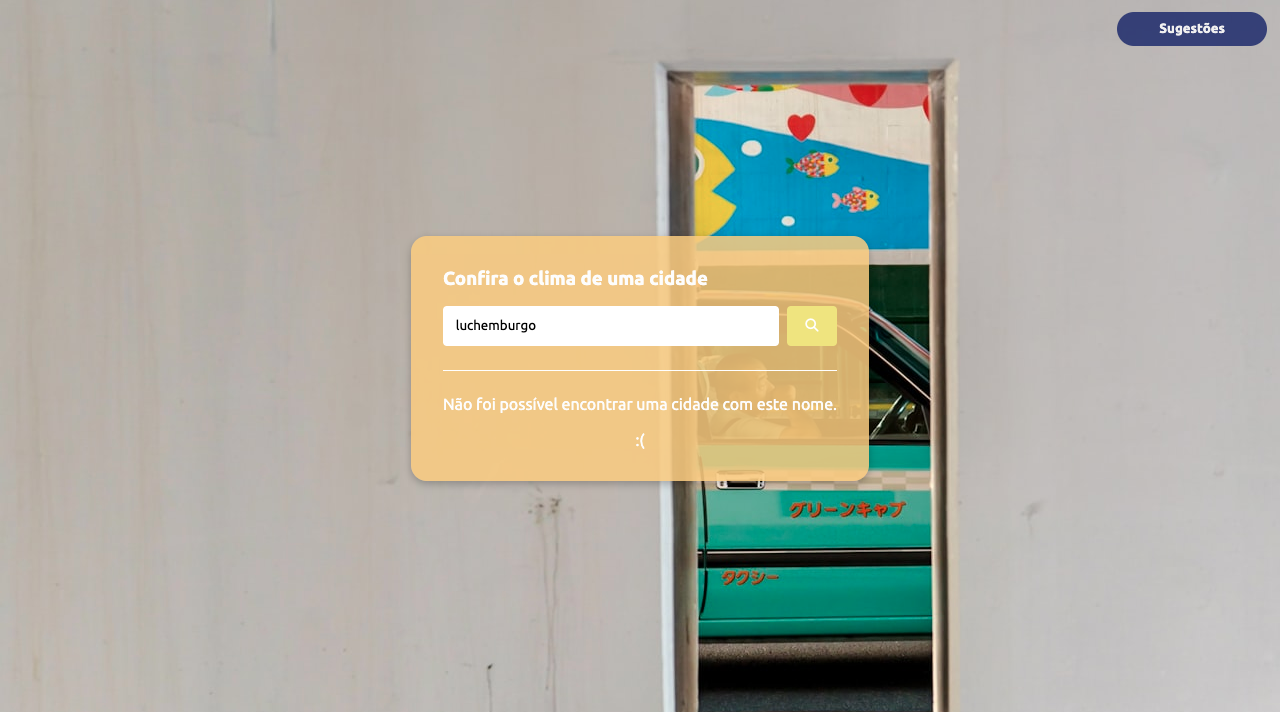 Sugestões
Confira o clima de uma cidade
luchemburgo
Não foi possível encontrar uma cidade com este nome.
:(
グリーンキャブ
タクシー